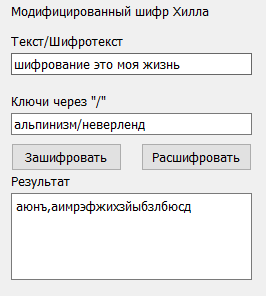 Модифицированный шифр Хилла
Текст/Шифротекст
шифрование это моя жизнь
Ключи через "/"
альпинизм/неверленд
Зашифровать Расшифровать
Результат
аюнъ,аимрэфжихзйыбзлбюсд